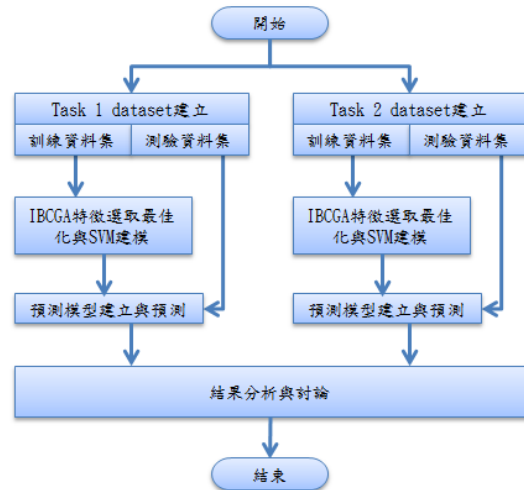 開始
Task 1 dataset建立
訓練資料集
測驗資料集
IBCGA特徵選取最佳
化與SVM建模
預測模型建立與預測
Task 2 dataset建立
訓練資料集
測驗資料集
IBCGA特徵選取最佳
化與SVM建模
預測模型建立與預測
結果分析與討論
結束